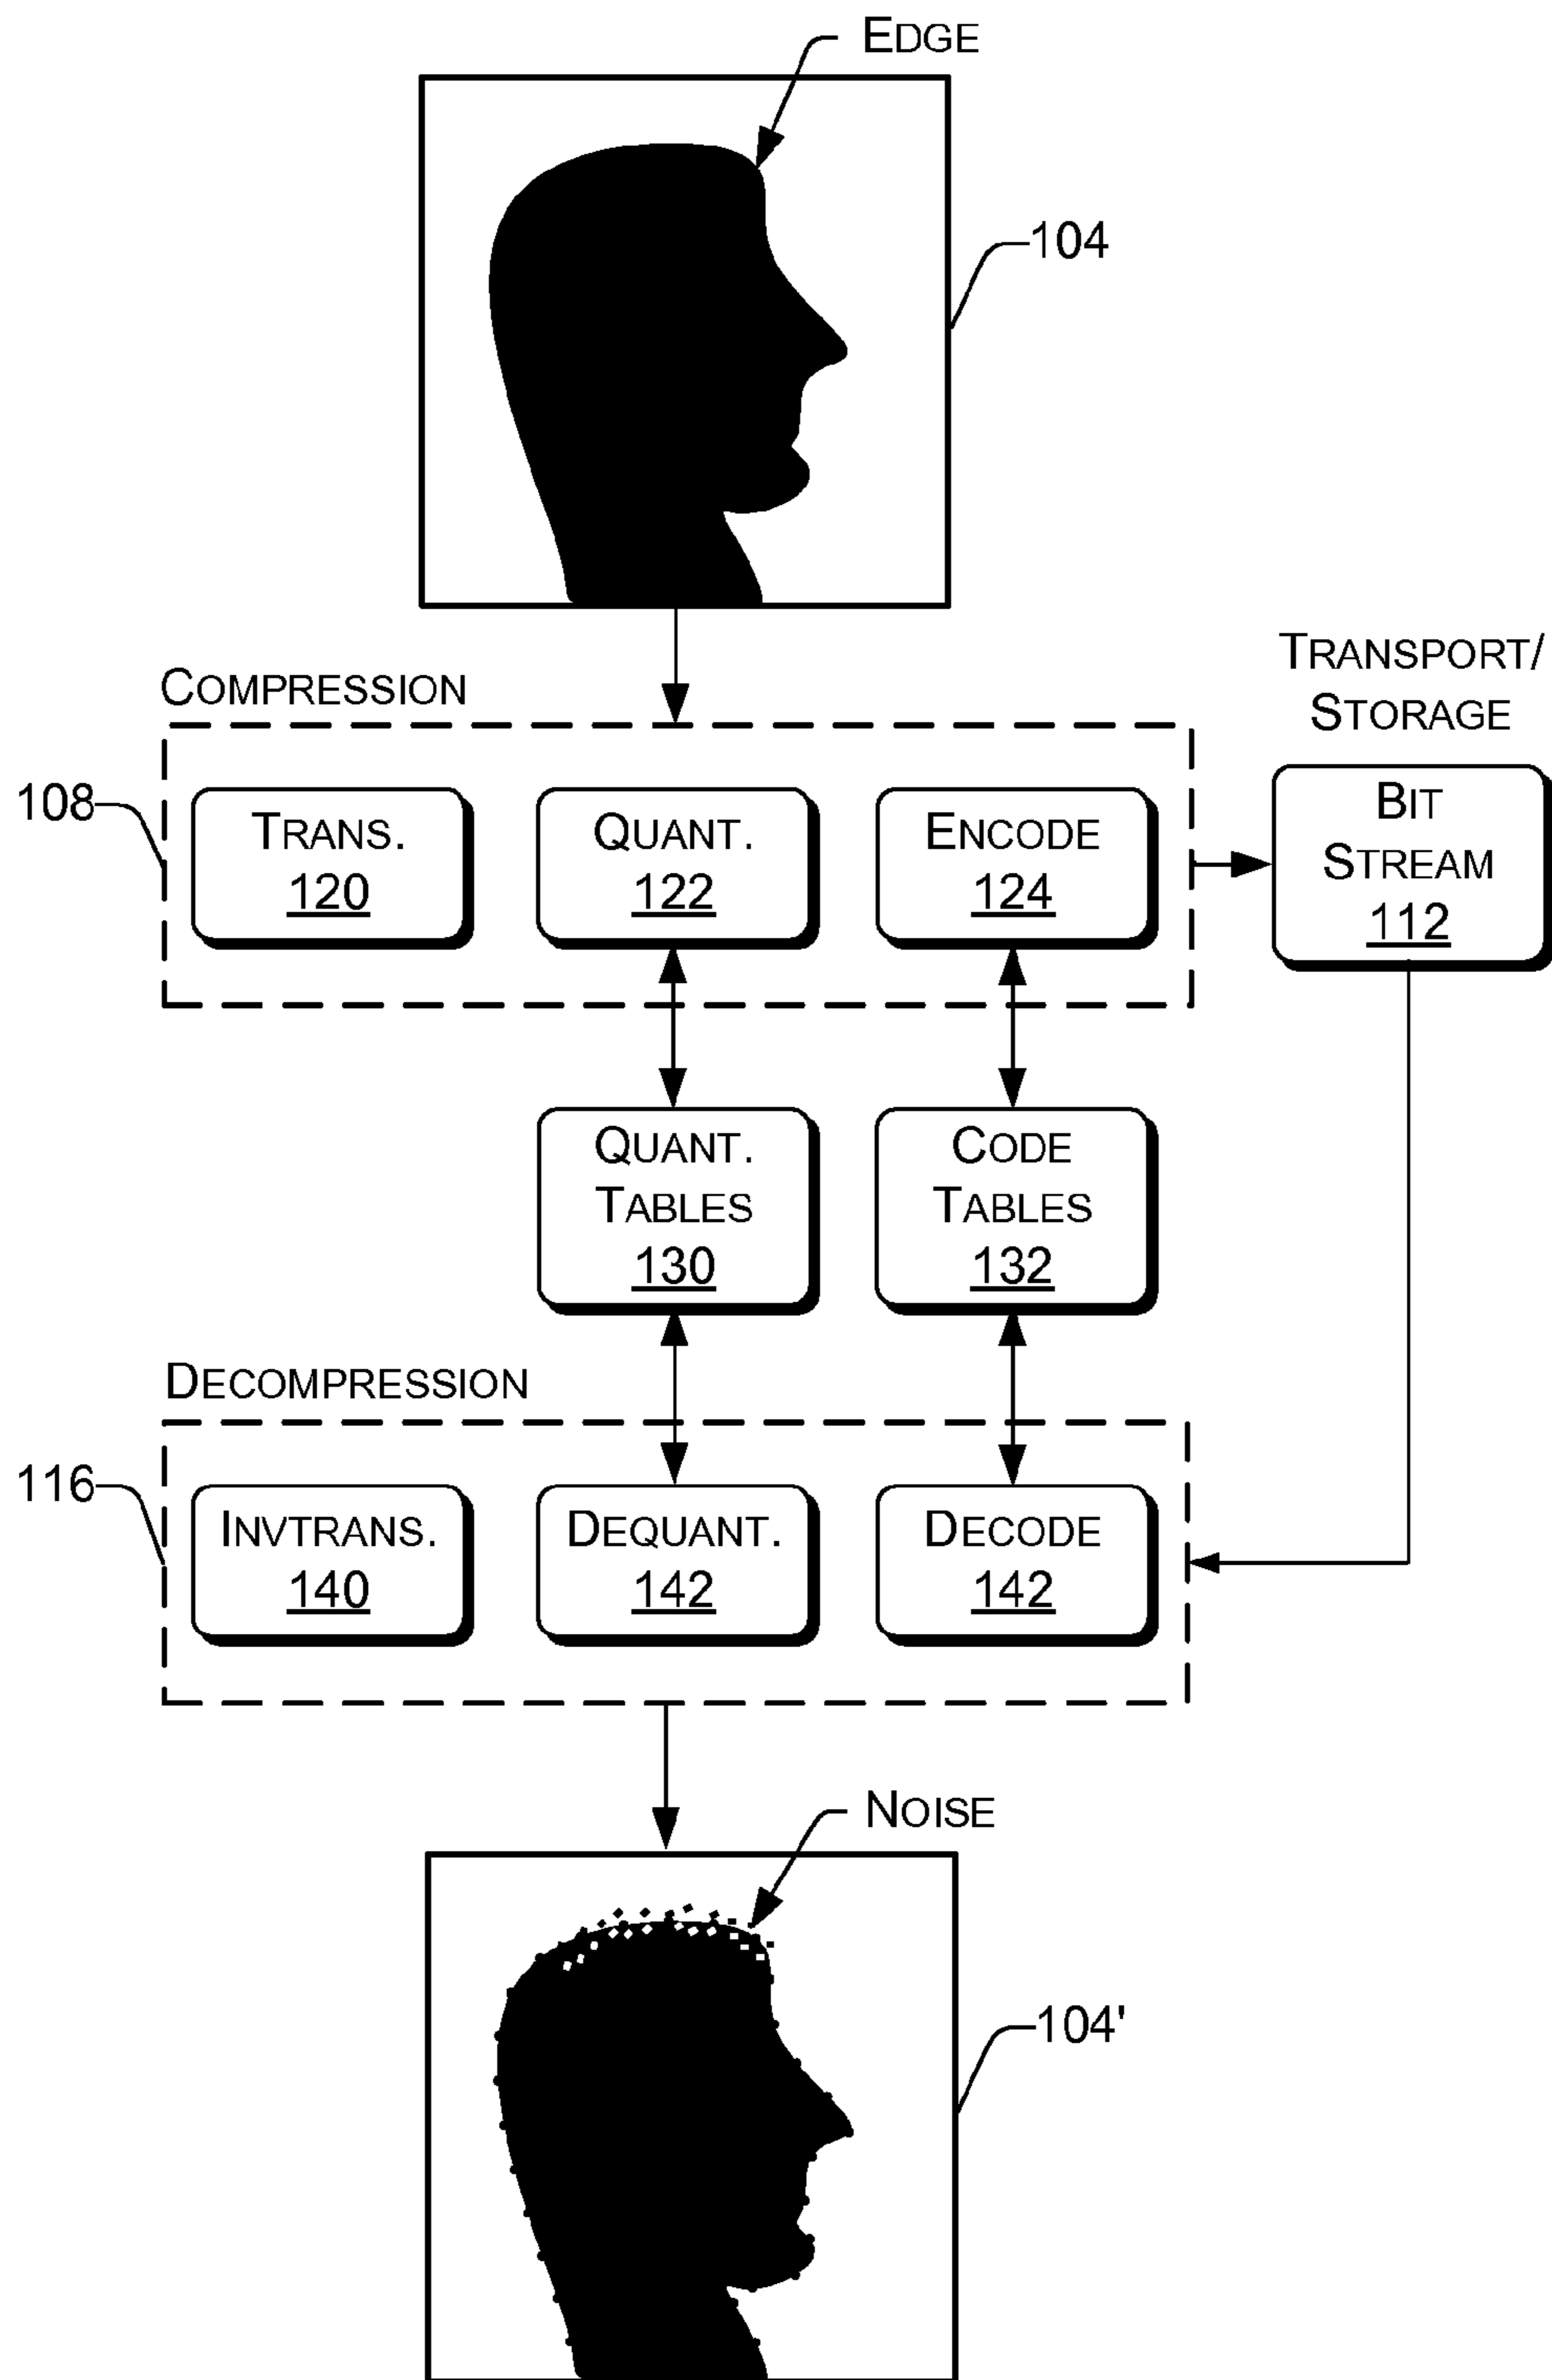 EDGE
104
COMPRESSION
TRANSPORT/
STORAGE
108
TRANS.
120
QUANT.
122
ENCODE
124
BIT
STREAM
112
QUANT.
TABLES
130
CODE
TABLES
132
DECOMPRESSION
116
INVTRANS.
140
DEQUANT.
142
DECODE
142
NOISE
104'